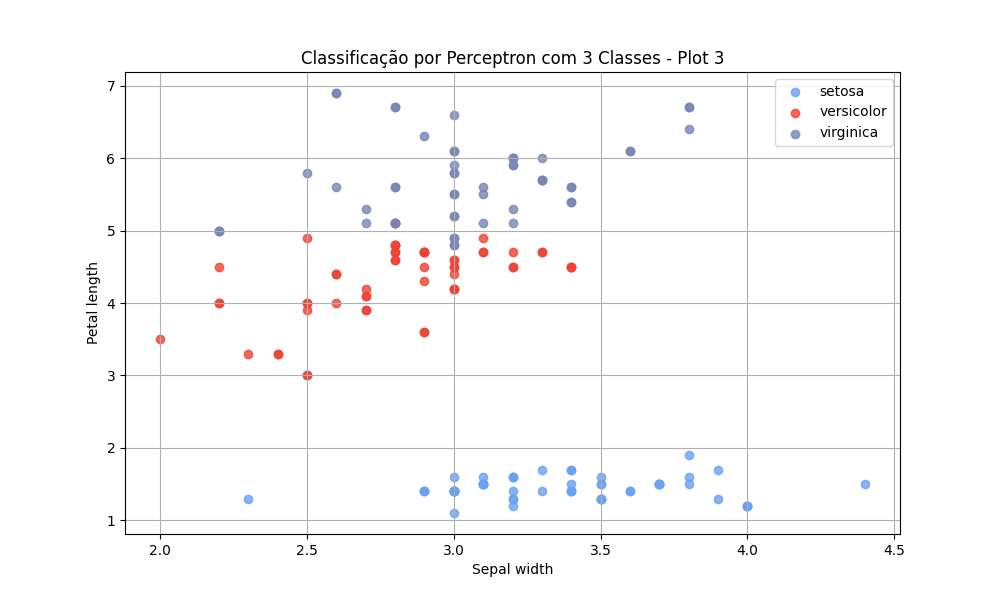 Classificação por Perceptron com 3 Classes - Plot 3
setosa
versicolor
virginica
7
6
5
4
3
2
1
Petal length
2.0 2.5 3.0 3.5 4.0 4.5
Sepal width